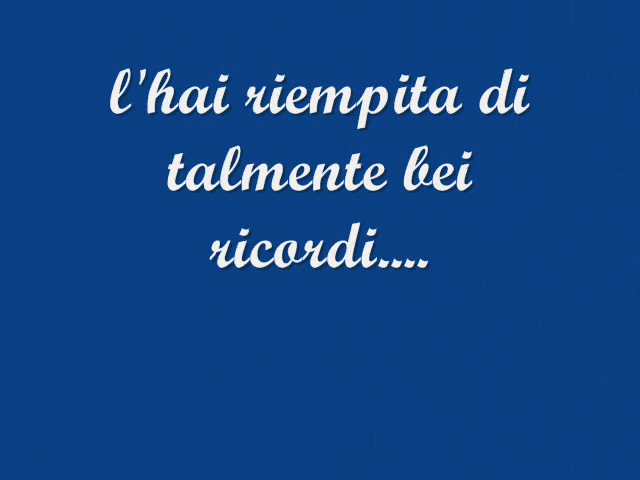 l'hai riempita di
talmente bei
ricordi....